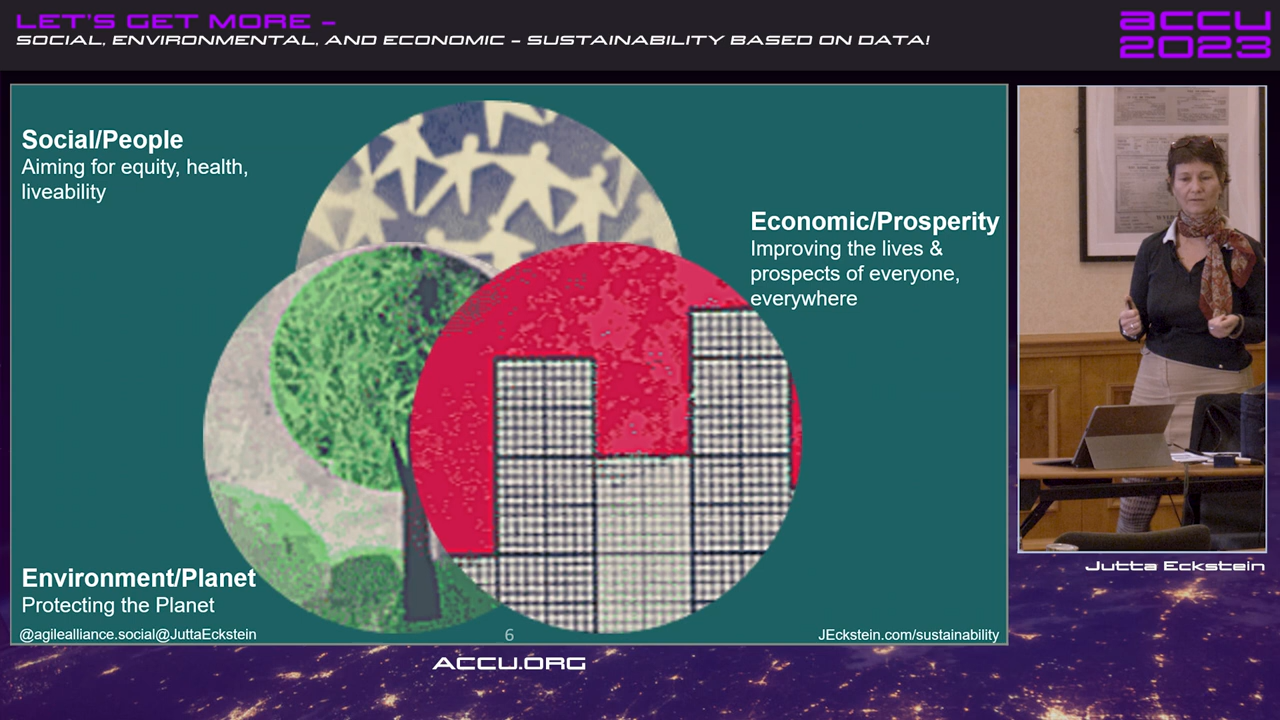 LET'S GET MORE –
SOCIAL, ENVIRONMENTAL, AND ECONOMIC – SUSTAINABILITY BASED ON DATA!
ACCU
2023
Social/People
Aiming for equity, health,
liveability
Economic/Prosperity
Improving the lives &
prospects of everyone,
everywhere
Environment/Planet
Protecting the Planet
@agilealliance.social@JuttaEckstein
6
JEckstein.com/sustainability
Jutta Eckstein
ACCU.ORG